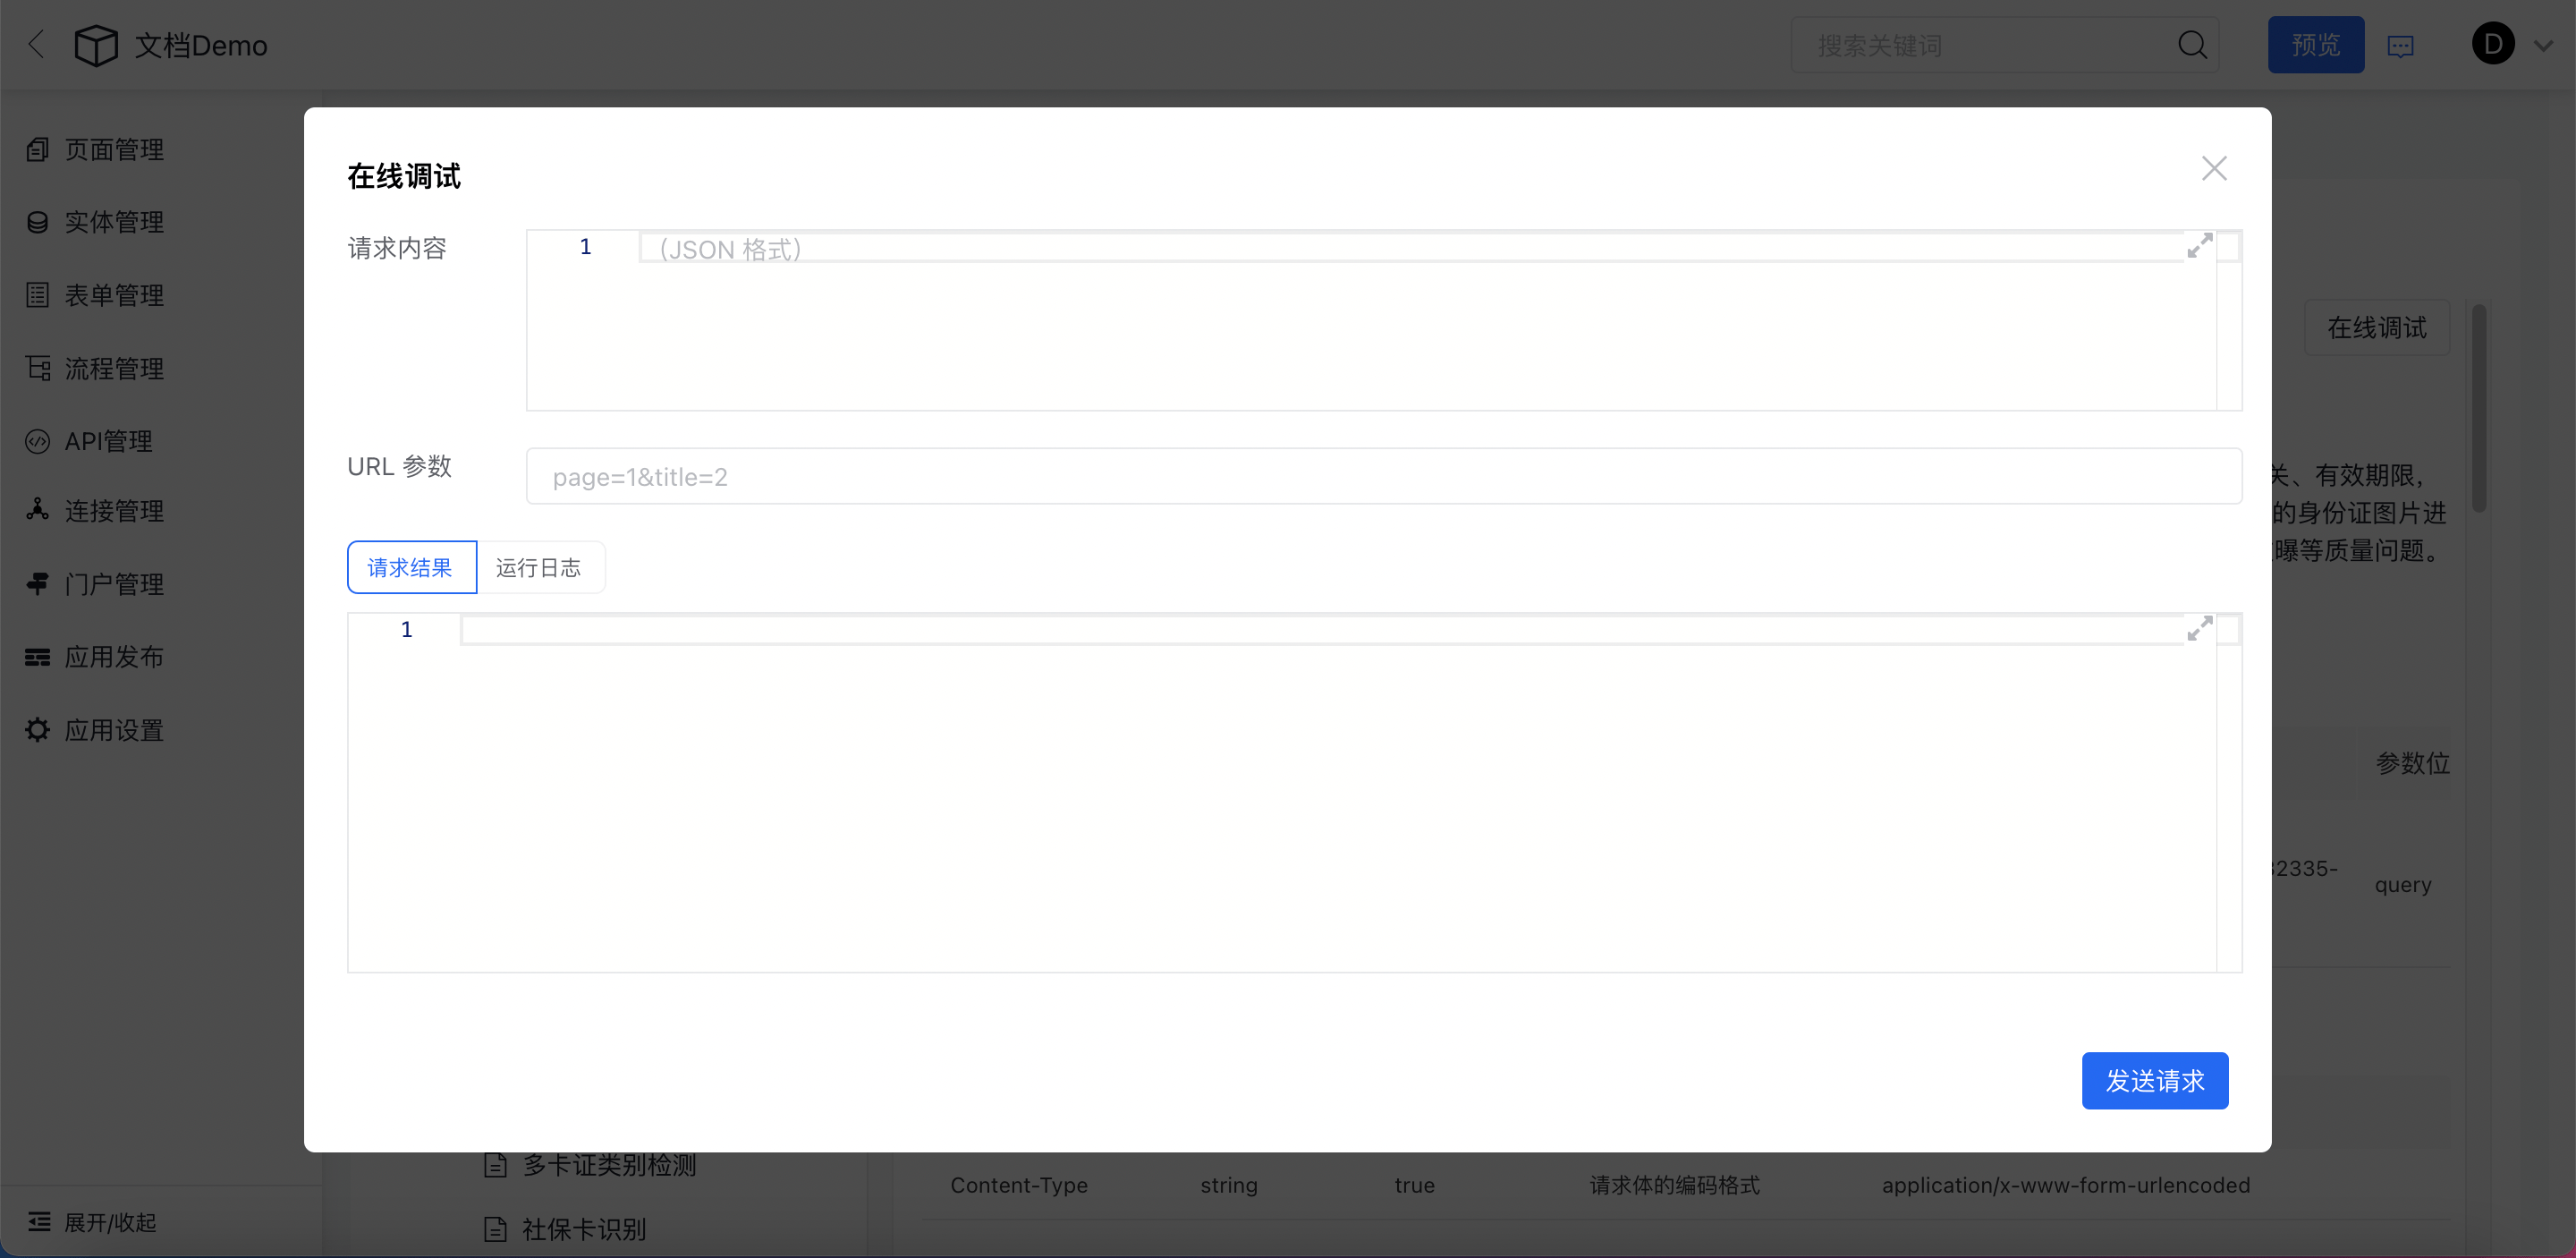 文档Demo
搜索关键词
预览
D
页面管理
实体管理
表单管理
流程管理
API管理
连接管理
门户管理
应用发布
应用设置
展开/收起
在线调试
请求内容
1
(JSON 格式)
URL 参数
page=1&title=2
请求结果
运行日志
1
发送请求
在线调试
关、有效期限，
的身份证图片进
曝等质量问题。
参数位
32335-
query
多卡证类别检测
社保卡识别
Content-Type string true 请求体的编码格式 application/x-www-form-urlencoded